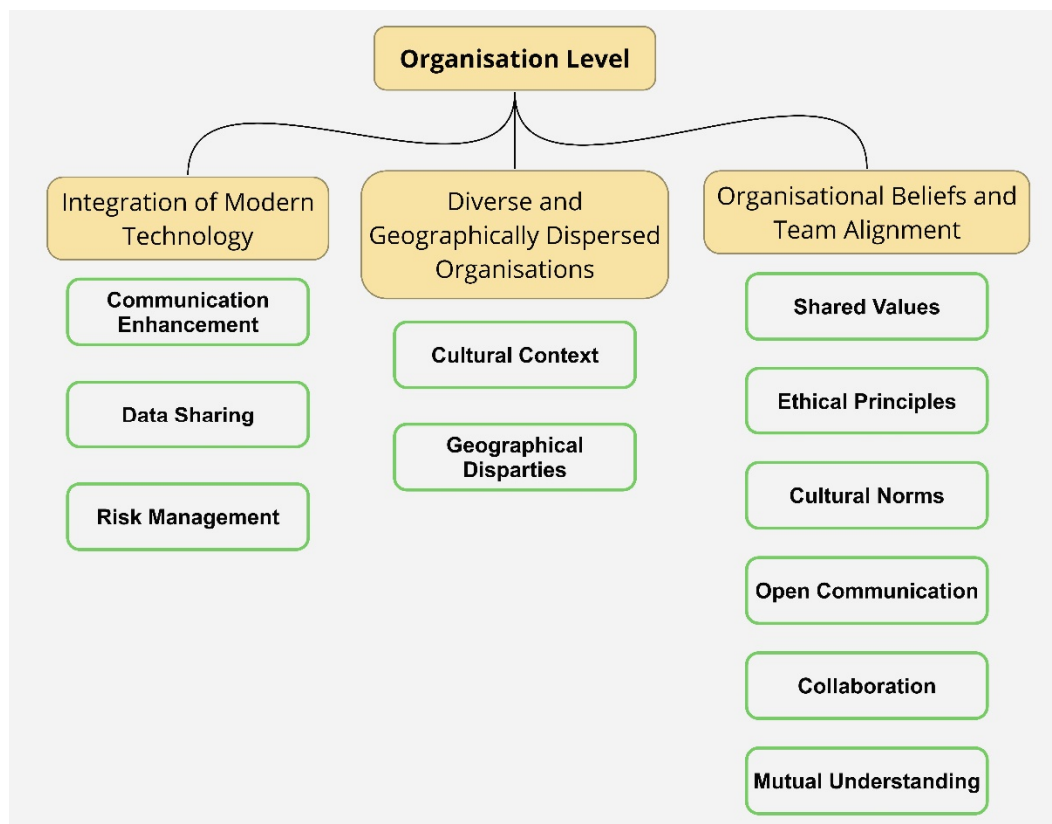 Organisation Level
Integration of Modern
Technology
Communication
Enhancement
Data Sharing
Risk Management
Diverse and
Geographically Dispersed
Organisations
Cultural Context
Geographical
Disparties
Organisational Beliefs and
Team Alignment
Shared Values
Ethical Principles
Cultural Norms
Open Communication
Collaboration
Mutual Understanding